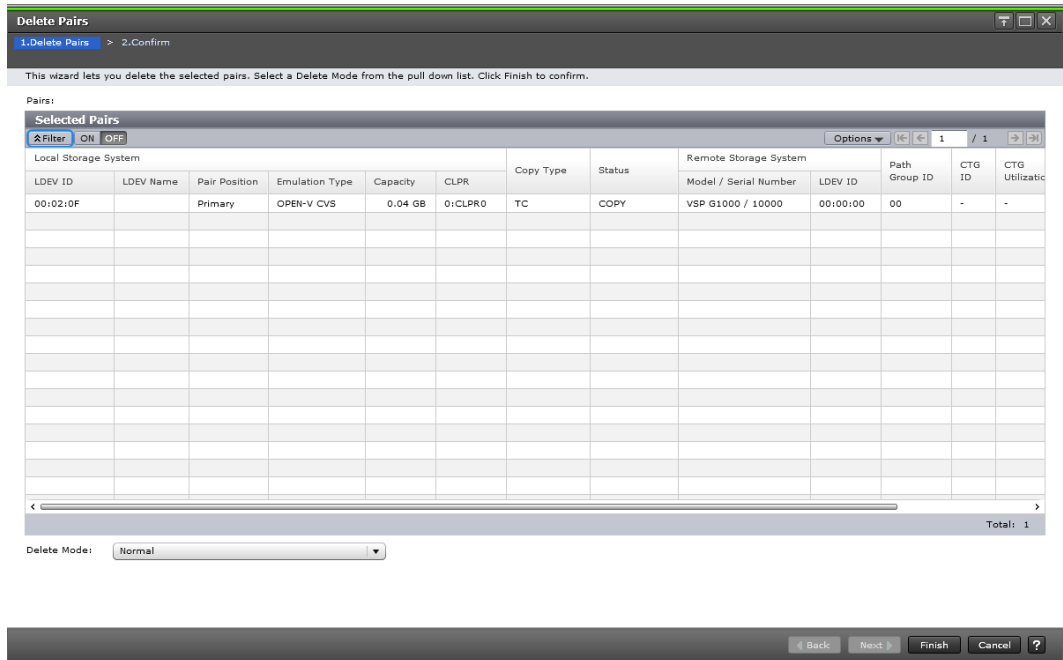 Delete Pairs
1.Delete Pairs > 2.Confirm
This wizard lets you delete the selected pairs. Select a Delete Mode from the pull down list. Click Finish to confirm.
Pairs:
Selected Pairs
Filter ON OFF Options 1 / 1
Local Storage System Copy Type Status Remote Storage System Path Group ID CTG ID CTG Utilizatio
LDEV ID LDEV Name Pair Position Emulation Type Capacity CLPR Model / Serial Number LDEV ID
00:02:0F Primary OPEN-V CVS 0.04 GB 0:CLPR0 TC COPY VSP G1000 / 10000 00:00:00 00 - -
Total: 1
Delete Mode: Normal
Back Next Finish Cancel ?